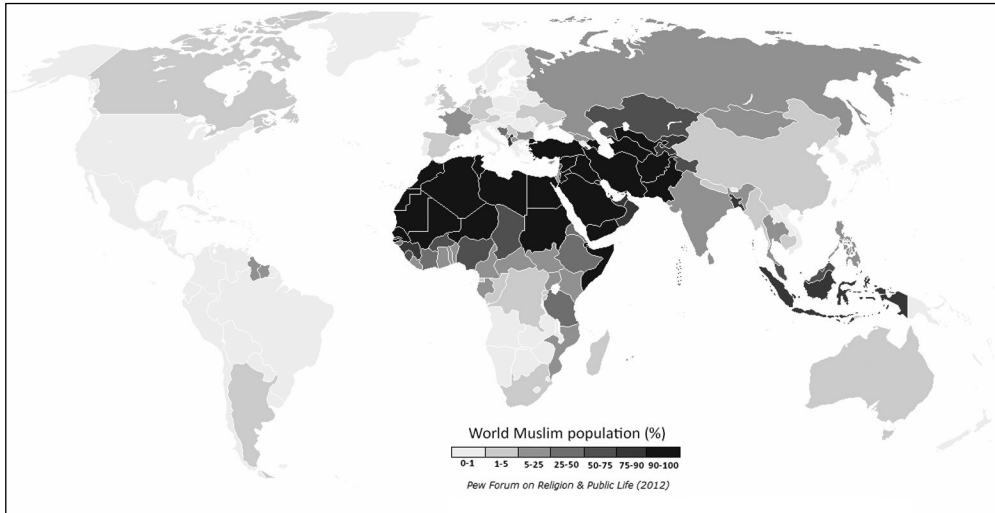 World Muslim population (%)
0-1 1-5 5-25 25-50 50-75 75-90 90-100
Pew Forum on Religion & Public Life (2012)